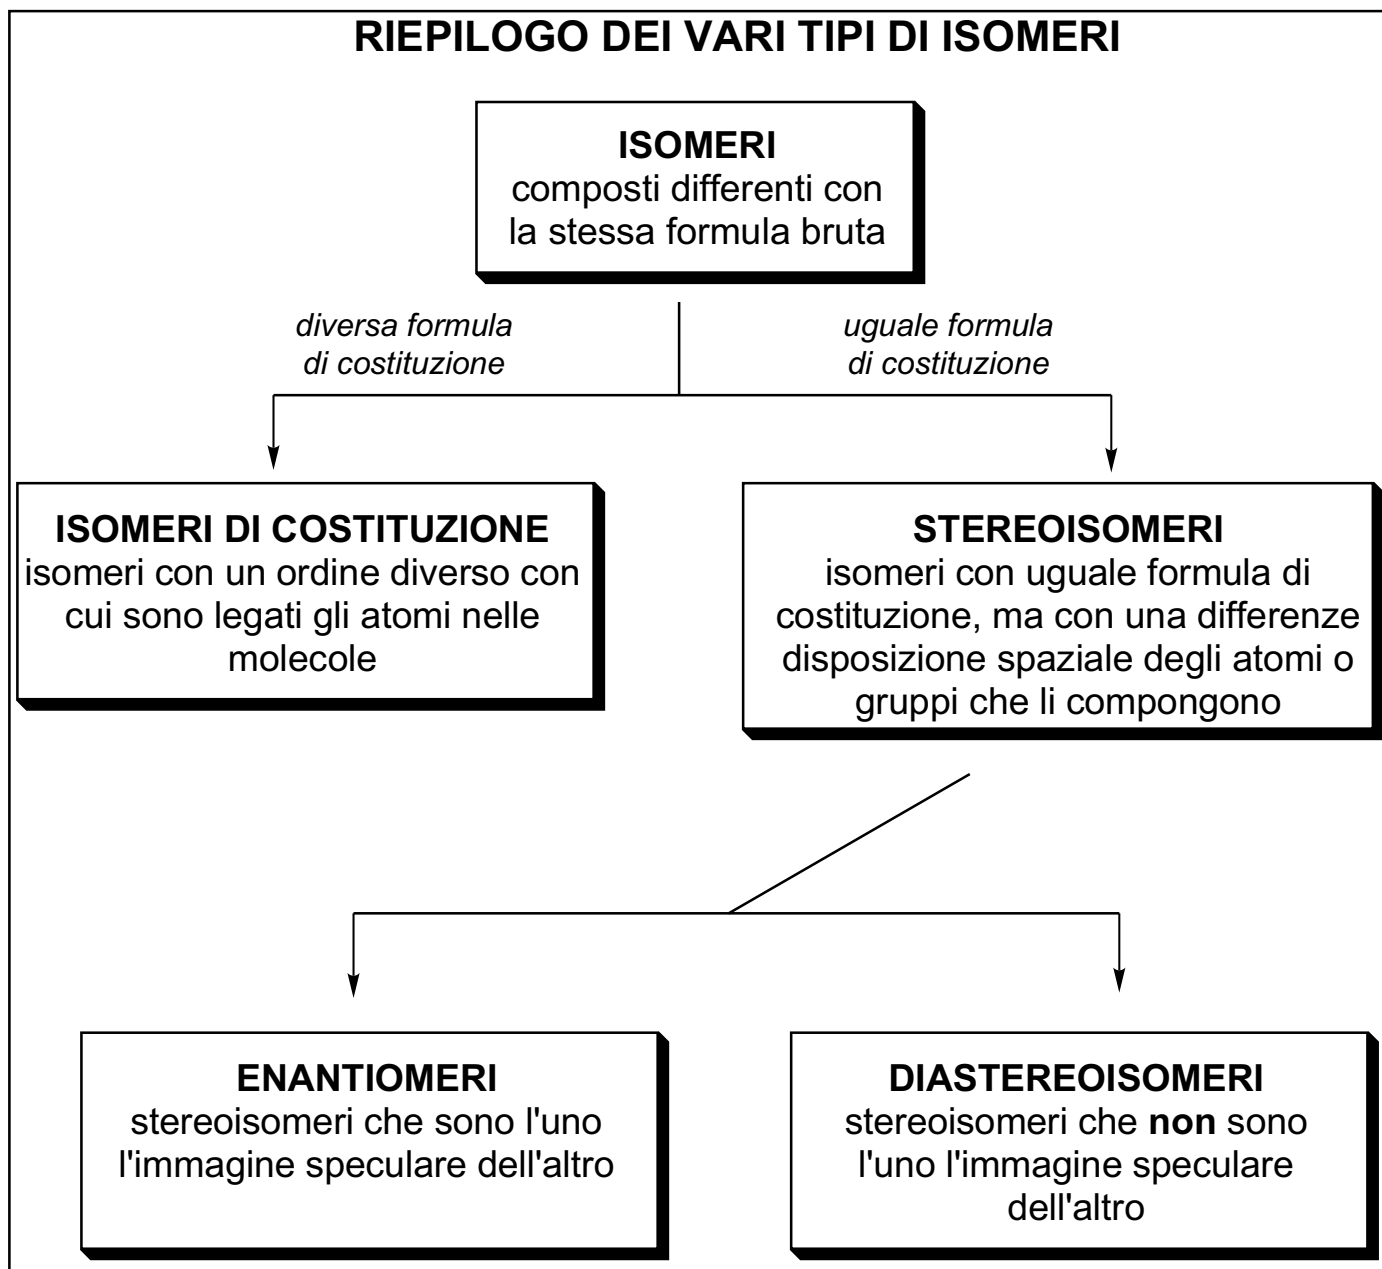 RIEPILOGO DEI VARI TIPI DI ISOMERI
ISOMERI
composti differenti con
la stessa formula bruta
diversa formula
di costituzione
uguale formula
di costituzione
ISOMERI DI COSTITUZIONE
isomeri con un ordine diverso con
cui sono legati gli atomi nelle
molecole
STEREOISOMERI
isomeri con uguale formula di
costituzione, ma con una differenze
disposizione spaziale degli atomi o
gruppi che li compongono
ENANTIOMERI
stereoisomeri che sono l'uno
l'immagine speculare dell'altro
DIASTEREOISOMERI
stereoisomeri che non sono
l'uno l'immagine speculare
dell'altro